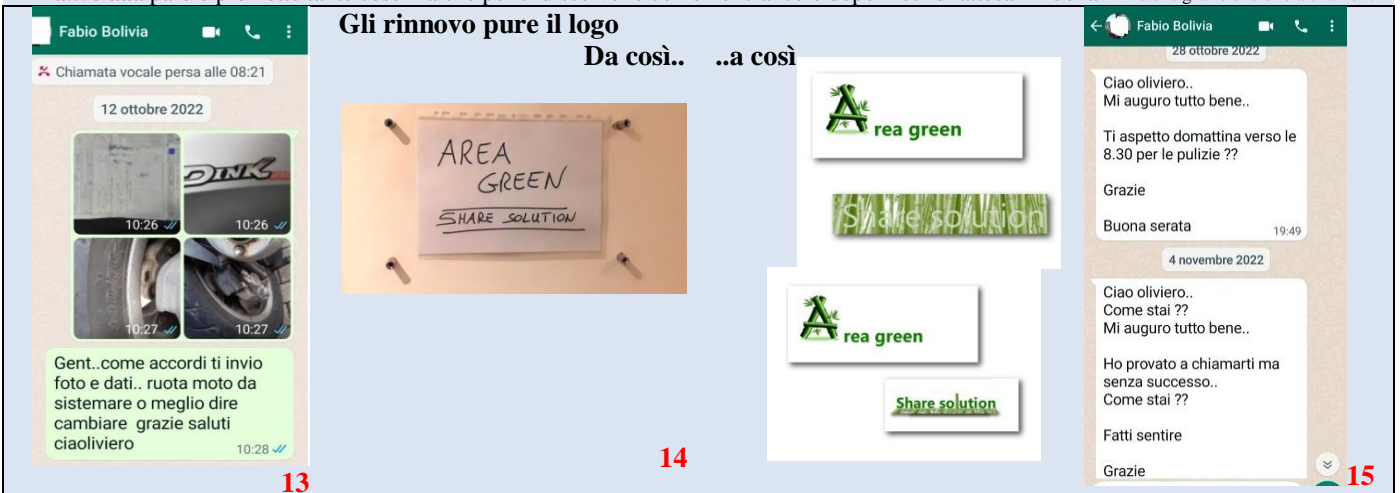 Fabio Bolivia
Chiamata vocale persa alle 08:21
12 ottobre 2022
DINK
10:26
10:26
10:27
10:27
Gent..come accordi ti invio
foto e dati.. ruota moto da
sistemare o meglio dire
cambiare grazie saluti
ciaoliviero
10:28
13
Gli rinnovo pure il logo
Da così.. ..a così
AREA
GREEN
SHARE SOLUTION
14
Area green
Share solution
Area green
Share solution
Fabio Bolivia
28 ottobre 2022
Ciao oliviero..
Mi auguro tutto bene..
Ti aspetto domattina verso le
8.30 per le pulizie ??
Grazie
Buona serata
19:49
4 novembre 2022
Ciao oliviero..
Come stai ??
Mi auguro tutto bene..
Ho provato a chiamarti ma
senza successo..
Come stai ??
Fatti sentire
Grazie
15